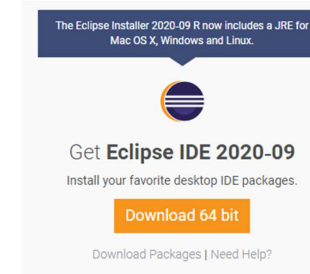 The Eclipse Installer 2020-09 R now includes a JRE for
Mac OS X, Windows and Linux.
Get Eclipse IDE 2020-09
Install your favorite desktop IDE packages.
Download 64 bit
Download Packages | Need Help?